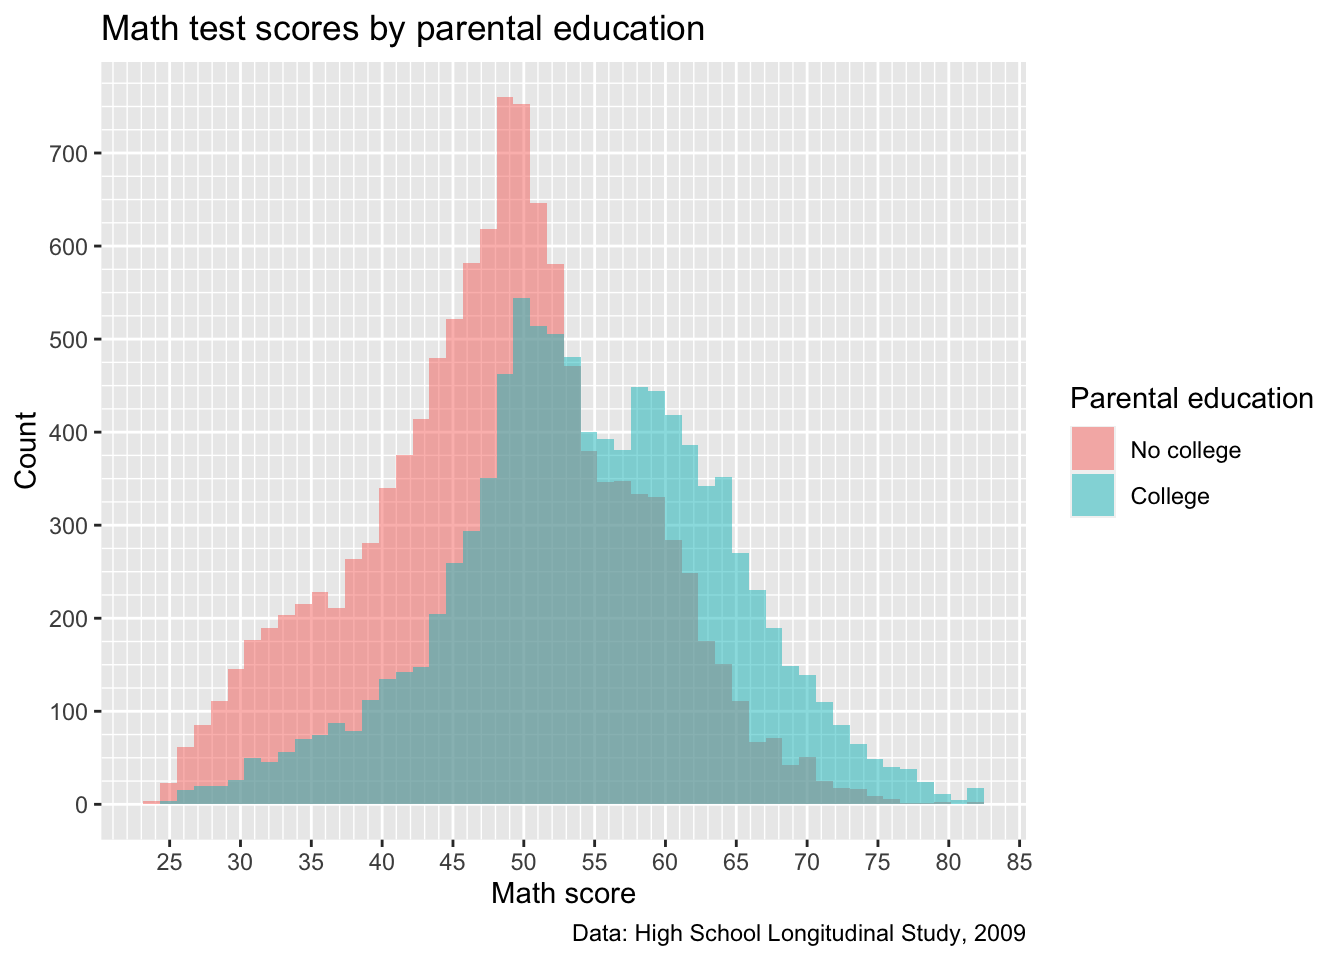 Math test scores by parental education
Count
700
600
500
400
300
200
100
0
25 30 35 40 45 50 55 60 65 70 75 80 85
Math score
Parental education
No college
College
Data: High School Longitudinal Study, 2009